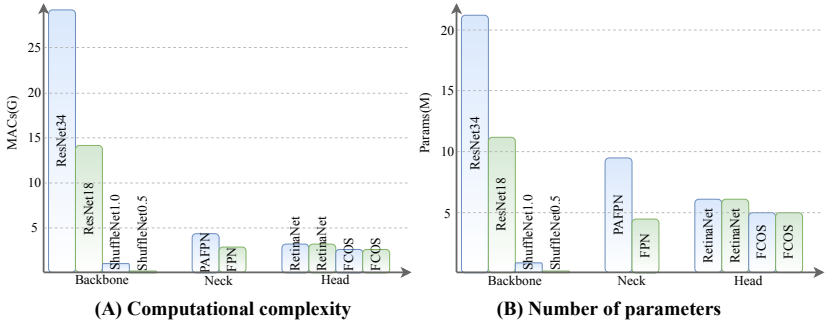 MACs(G)
25
20
15
10
5
ResNet34
ResNet18
ShuffleNet1.0
ShuffleNet0.5
PAFPN
FPN
RetinaNet
RetinaNet
FCOS
FCOS
Backbone
Neck
Head
(A) Computational complexity
Params(M)
20
15
10
5
ResNet34
ResNet18
ShuffleNet1.0
ShuffleNet0.5
PAFPN
FPN
RetinaNet
RetinaNet
FCOS
FCOS
Backbone
Neck
Head
(B) Number of parameters